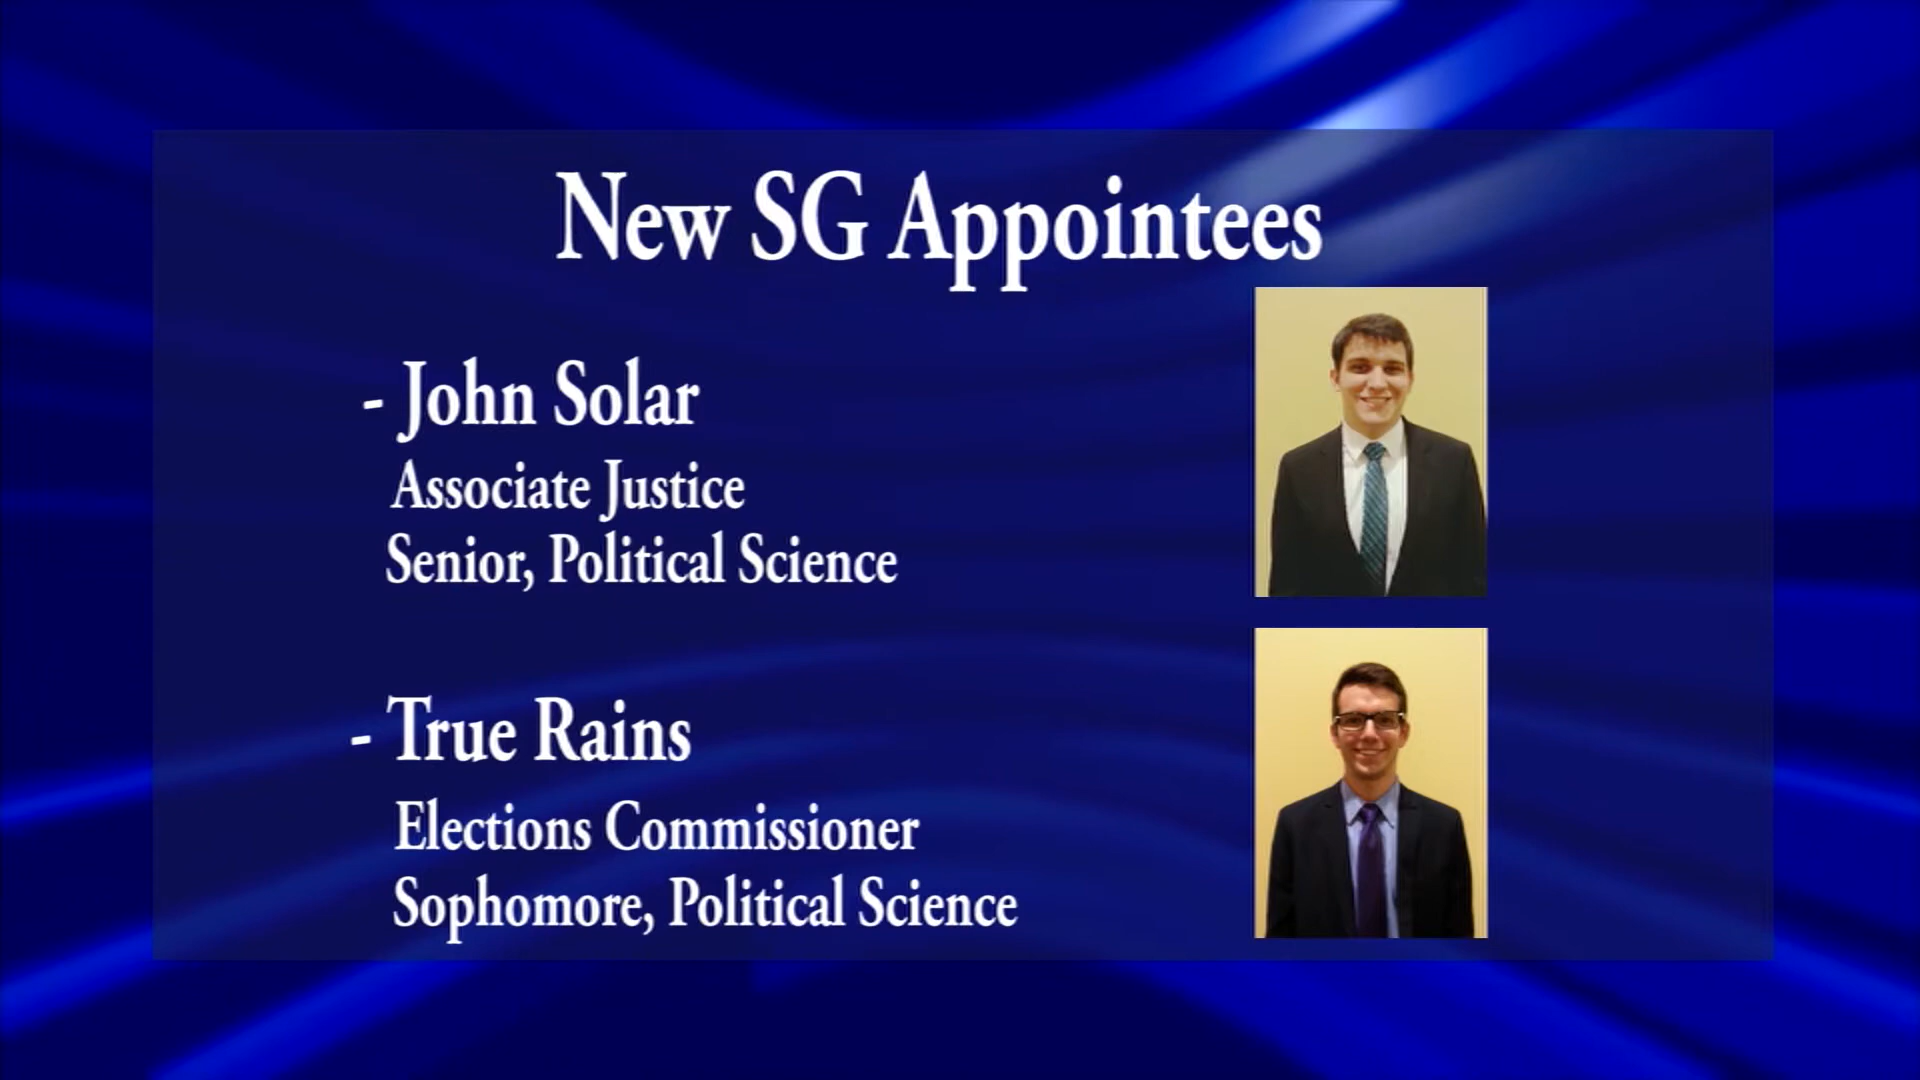 New SG Appointees
- John Solar
Associate Justice
Senior, Political Science
- True Rains
Elections Commissioner
Sophomore, Political Science